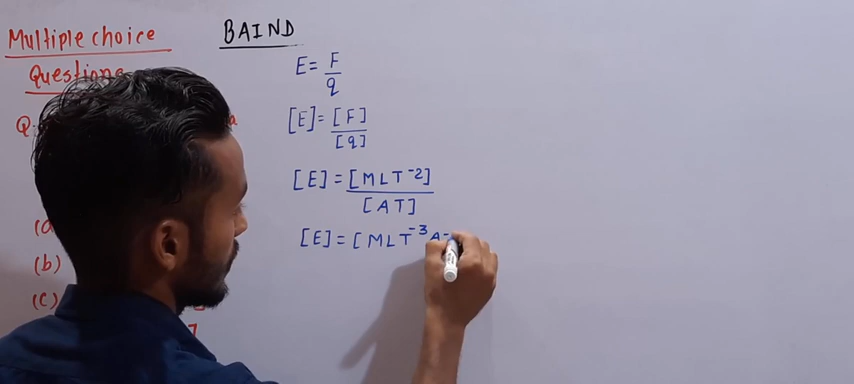 Multiple choice
Questions
BAIND
Q
a
(a
(b)
(c)
E = F/q
[E] = [F]/[q]
[E] = [MLT⁻²]/[AT]
[E] = [MLT⁻³A⁻